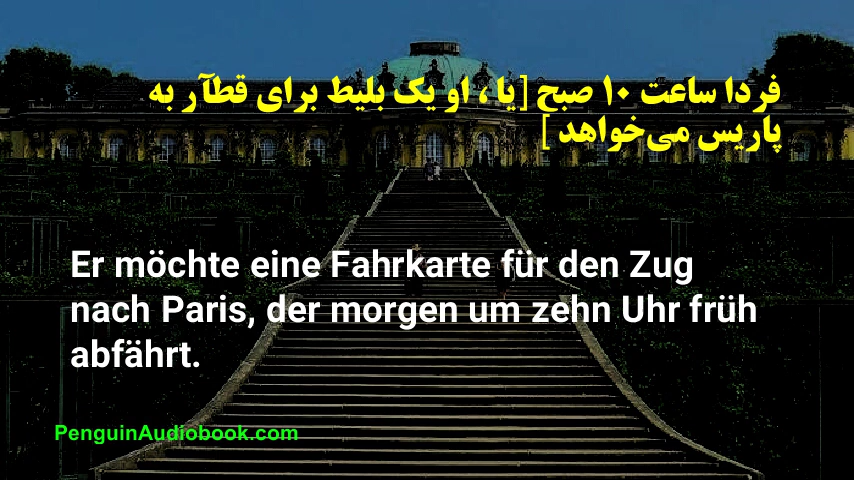 فردا ساعت ۱۰ صبح [یا ، او یک بلیط برای قطآر به
پاریس می‌خواهد ]
Er möchte eine Fahrkarte für den Zug
nach Paris, der morgen um zehn Uhr früh
abfährt.
PenguinAudiobook.com